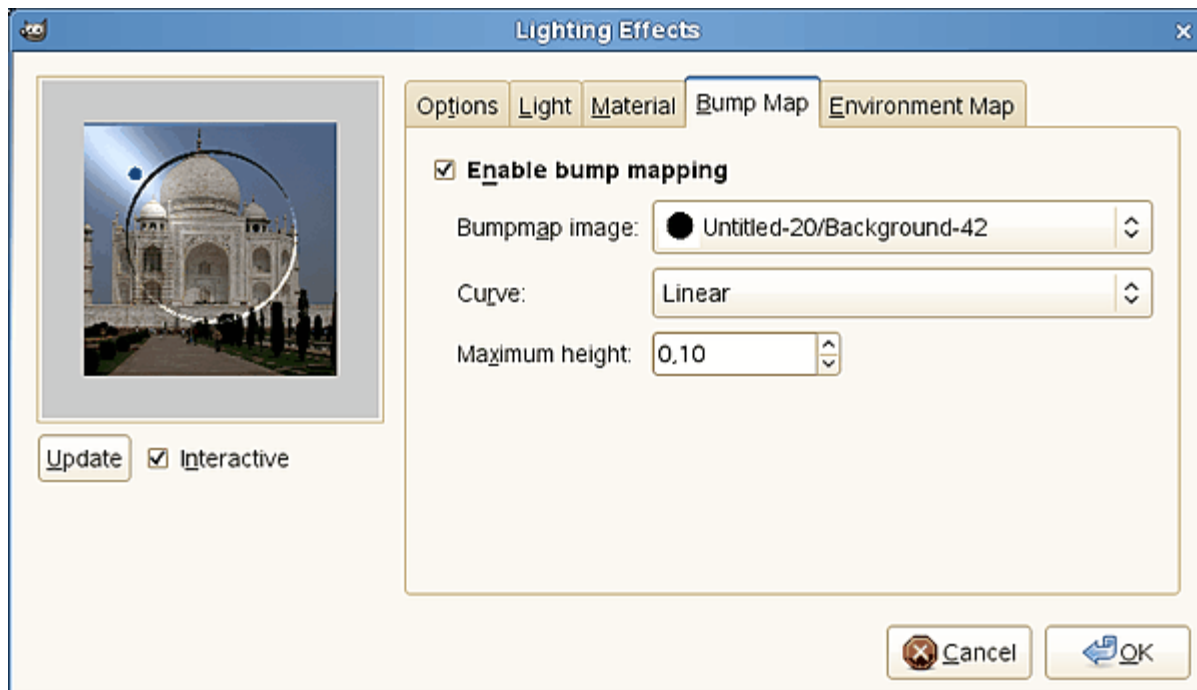 Lighting Effects
Options Light Material Bump Map Environment Map
Enable bump mapping
Bumpmap image: Untitled-20/Background-42
Curve: Linear
Maximum height: 0,10
Update Interactive
Cancel OK